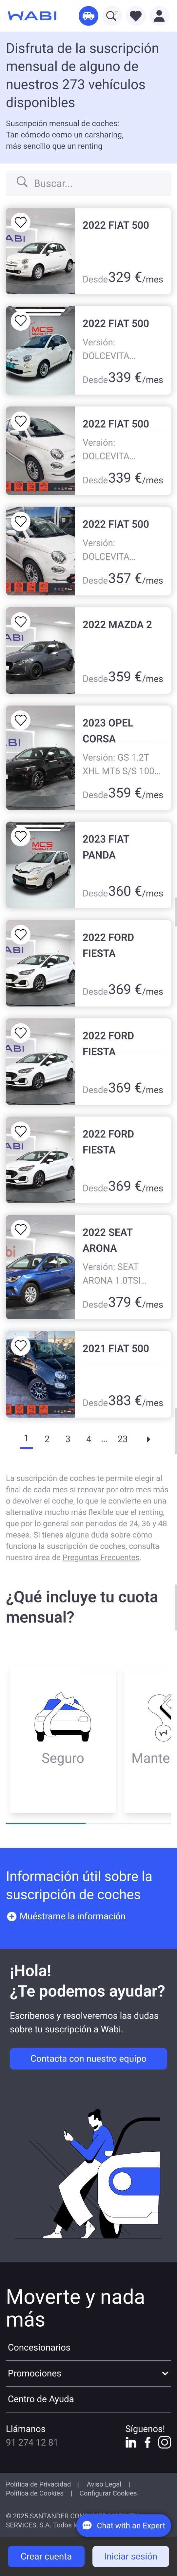 WABI
Disfruta de la suscripción
mensual de alguno de
nuestros 273 vehículos
disponibles
Suscripción mensual de coches:
Tan cómodo como un carsharing,
más sencillo que un renting
Buscar...
2022 FIAT 500
Desde 329 €/mes
2022 FIAT 500
Versión:
DOLCEVITA...
Desde 339 €/mes
2022 FIAT 500
Versión:
DOLCEVITA...
Desde 339 €/mes
2022 FIAT 500
Versión:
DOLCEVITA...
Desde 357 €/mes
2022 MAZDA 2
Desde 359 €/mes
2023 OPEL
CORSA
Versión: GS 1.2T
XHL MT6 S/S 100...
Desde 359 €/mes
2023 FIAT
PANDA
Desde 360 €/mes
2022 FORD
FIESTA
Desde 369 €/mes
2022 FORD
FIESTA
Desde 369 €/mes
2022 FORD
FIESTA
Desde 369 €/mes
2022 SEAT
ARONA
Versión: SEAT
ARONA 1.0TSI...
Desde 379 €/mes
2021 FIAT 500
Desde 383 €/mes
1 2 3 4 ... 23
La suscripción de coches te permite elegir al
final de cada mes si renovar por otro mes más
o devolver el coche, lo que le convierte en una
alternativa mucho más flexible que el renting,
que por lo general son periodos de 24, 36 y 48
meses. Si tienes alguna duda sobre cómo
funciona la suscripción de coches, consulta
nuestro área de Preguntas Frecuentes.
¿Qué incluye tu cuota
mensual?
Seguro
Mante
Información útil sobre la
suscripción de coches
Muéstrame la información
¡Hola!
¿Te podemos ayudar?
Escríbenos y resolveremos las dudas
sobre tu suscripción a Wabi.
Contacta con nuestro equipo
Moverte y nada
más
Concesionarios
Promociones
Centro de Ayuda
Llámanos
91 274 12 81
Síguenos!
Política de Privacidad | Aviso Legal |
Política de Cookies | Configurar Cookies
© 2025 SANTANDER CON
SERVICES, S.A. Todos l
Chat with an Expert
Crear cuenta
Iniciar sesión